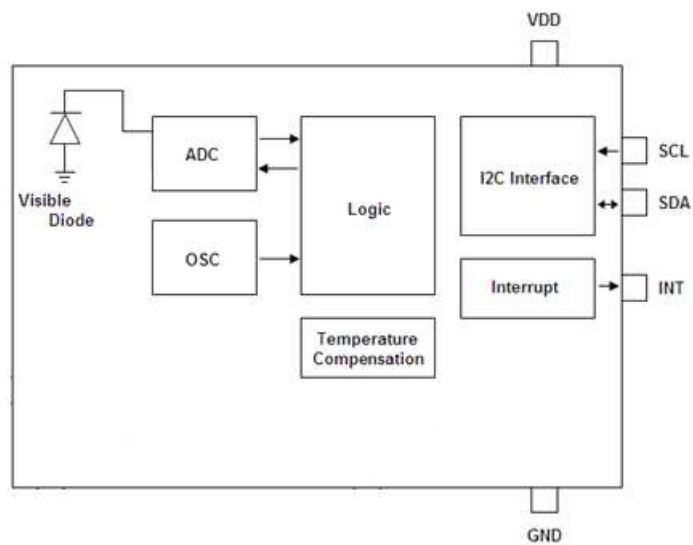 VDD
ADC
Logic
I2C Interface
SCL
SDA
Visible
Diode
OSC
Interrupt
INT
Temperature
Compensation
GND